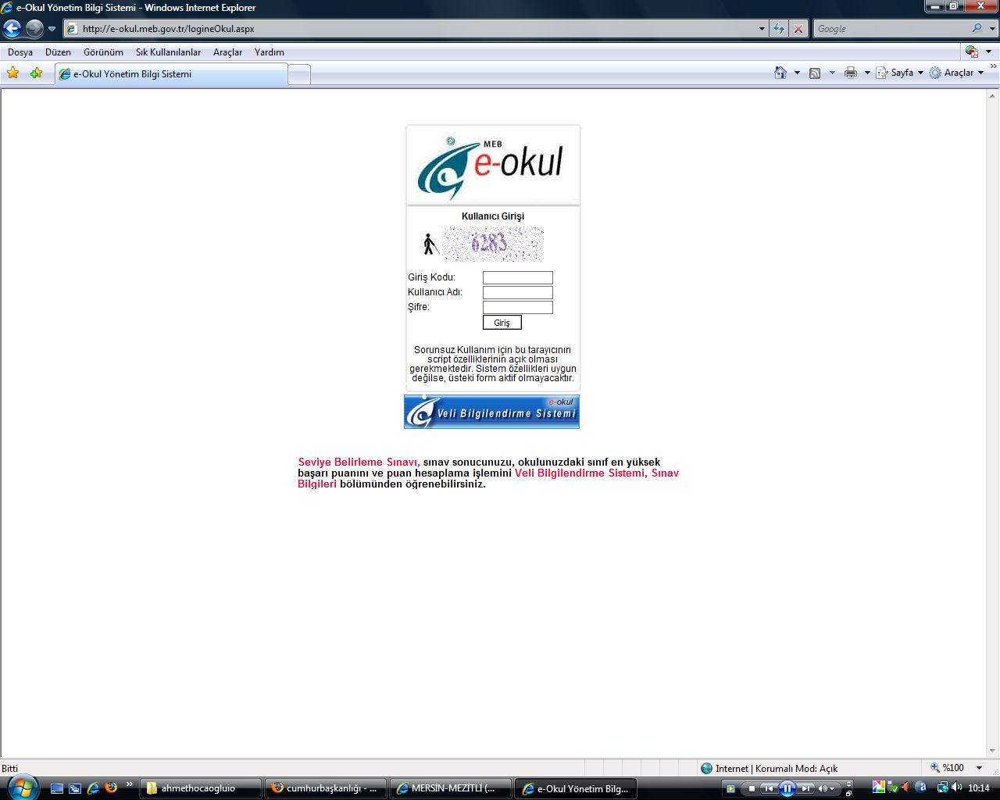 e-Okul Yönetim Bilgi Sistemi - Windows Internet Explorer
http://e-okul.meb.gov.tr/logineOkul.aspx
Google
Dosya Düzen Görünüm Sık Kullanılanlar Araçlar Yardım
e-Okul Yönetim Bilgi Sistemi
Sayfa Araçlar
MEB
e-okul
Kullanıcı Girişi
6283
Giriş Kodu:
Kullanıcı Adı:
Şifre:
Giriş
Sorunsuz Kullanım için bu tarayıcının
script özelliklerinin açık olması
gerekmektedir. Sistem özellikleri uygun
değilse, üsteki form aktif olmayacaktır.
e-okul
Veli Bilgilendirme Sistemi
Seviye Belirleme Sınavı, sınav sonucunuzu, okulunuzdaki sınıf en yüksek
başarı puanını ve puan hesaplama işlemini Veli Bilgilendirme Sistemi, Sınav
Bilgileri bölümünden öğrenebilirsiniz.
Bitti
Internet | Korumalı Mod: Açık
%100
ahmethocaogluio
cumhurbaşkanlığı - ...
MERSİN-MEZİTLİ (...
e-Okul Yönetim Bilg...
10:14